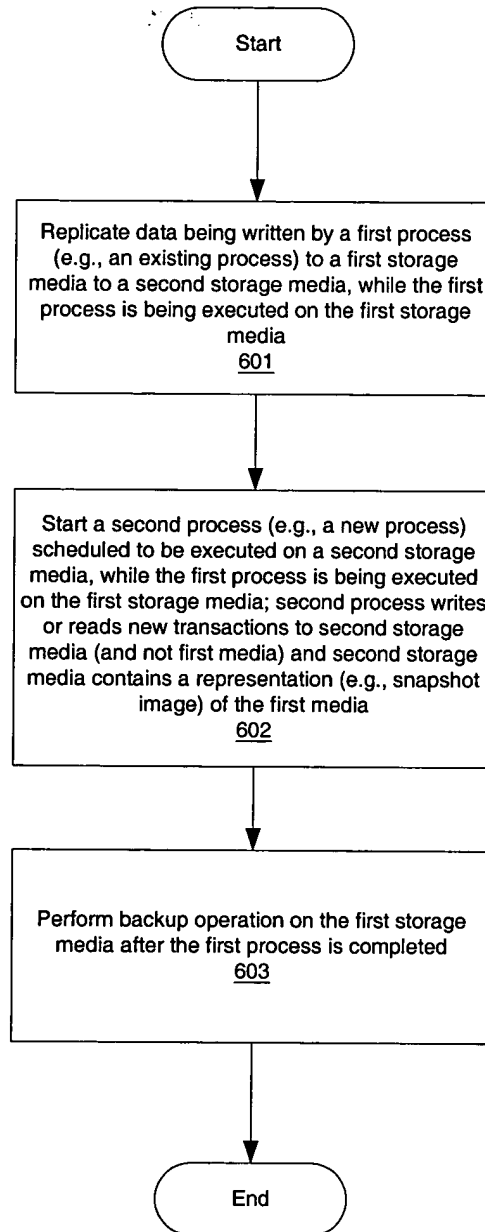 Start
Replicate data being written by a first process
(e.g., an existing process) to a first storage
media to a second storage media, while the first
process is being executed on the first storage
media
601
Start a second process (e.g., a new process)
scheduled to be executed on a second storage
media, while the first process is being executed
on the first storage media; second process writes
or reads new transactions to second storage
media (and not first media) and second storage
media contains a representation (e.g., snapshot
image) of the first media
602
Perform backup operation on the first storage
media after the first process is completed
603
End